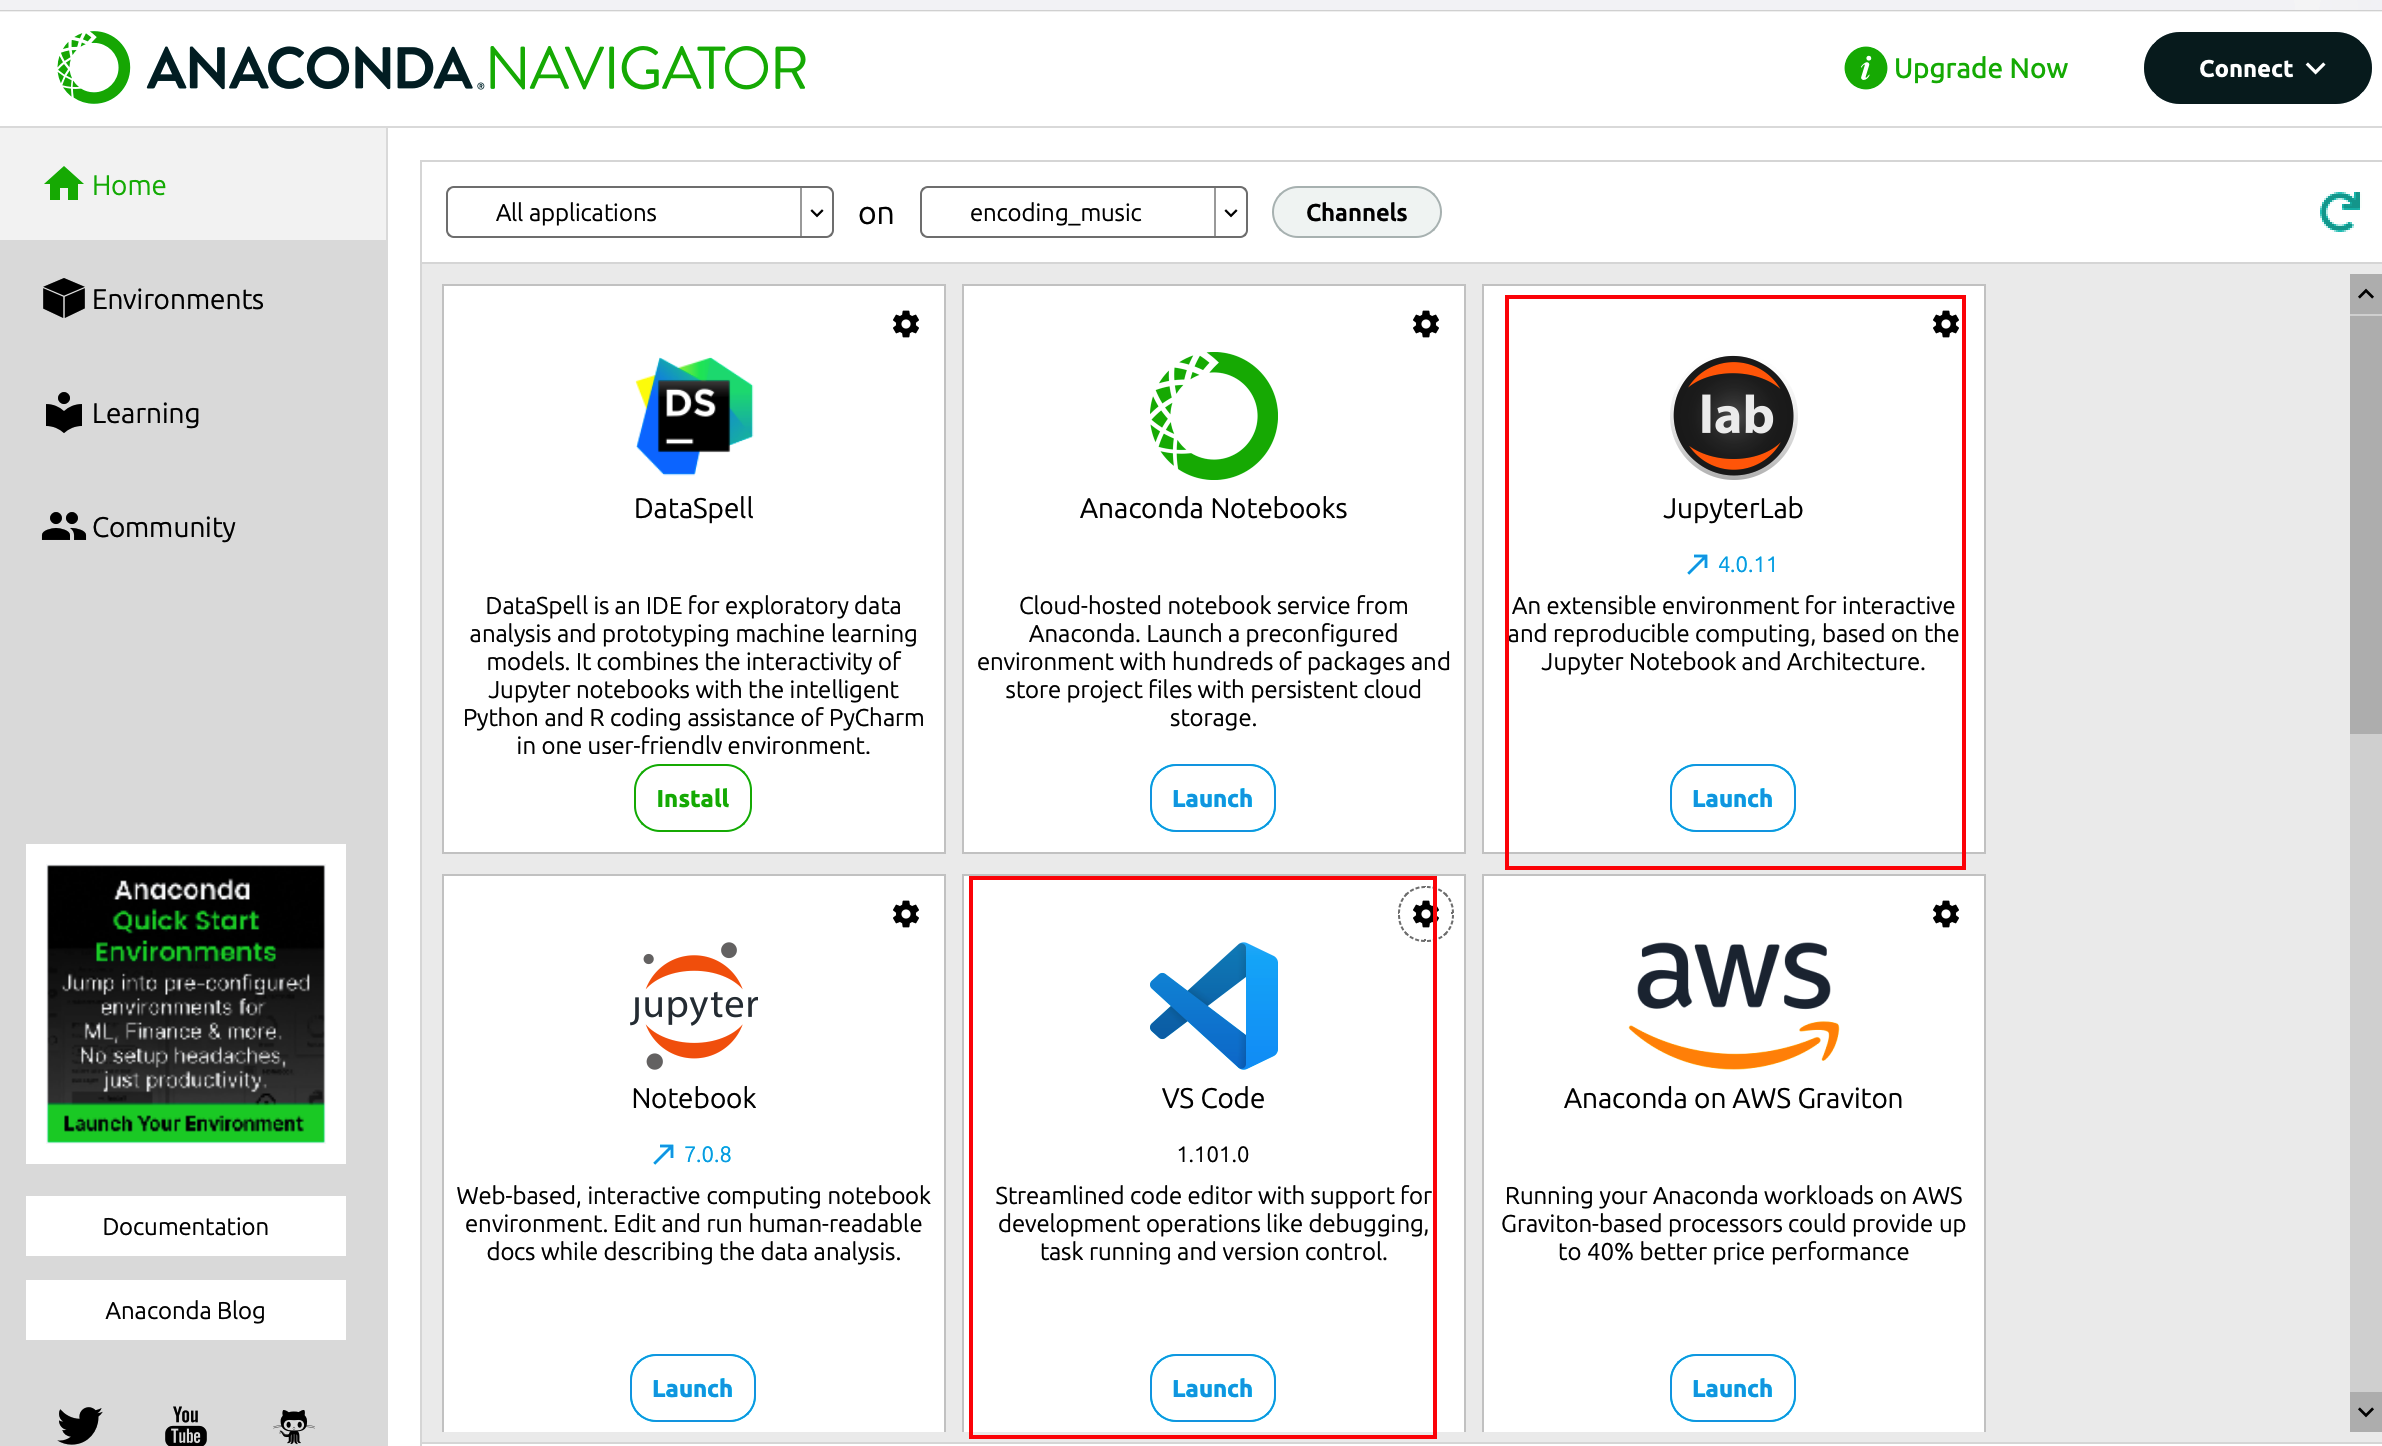 ANACONDA.NAVIGATOR
i Upgrade Now
Connect
Home
Environments
Learning
Community
Anaconda
Quick Start
Environments
Jump into pre-configured
environments for
ML, Finance & more.
No setup headaches,
just productivity.
Launch Your Environment
Documentation
Anaconda Blog
You
Tube
All applications
on
encoding_music
Channels
DS
DataSpell
DataSpell is an IDE for exploratory data
analysis and prototyping machine learning
models. It combines the interactivity of
Jupyter notebooks with the intelligent
Python and R coding assistance of PyCharm
in one user-friendly environment.
Install
Anaconda Notebooks
Cloud-hosted notebook service from
Anaconda. Launch a preconfigured
environment with hundreds of packages and
store project files with persistent cloud
storage.
Launch
lab
JupyterLab
4.0.11
An extensible environment for interactive
and reproducible computing, based on the
Jupyter Notebook and Architecture.
Launch
jupyter
Notebook
7.0.8
Web-based, interactive computing notebook
environment. Edit and run human-readable
docs while describing the data analysis.
Launch
VS Code
1.101.0
Streamlined code editor with support for
development operations like debugging,
task running and version control.
Launch
aws
Anaconda on AWS Graviton
Running your Anaconda workloads on AWS
Graviton-based processors could provide up
to 40% better price performance
Launch